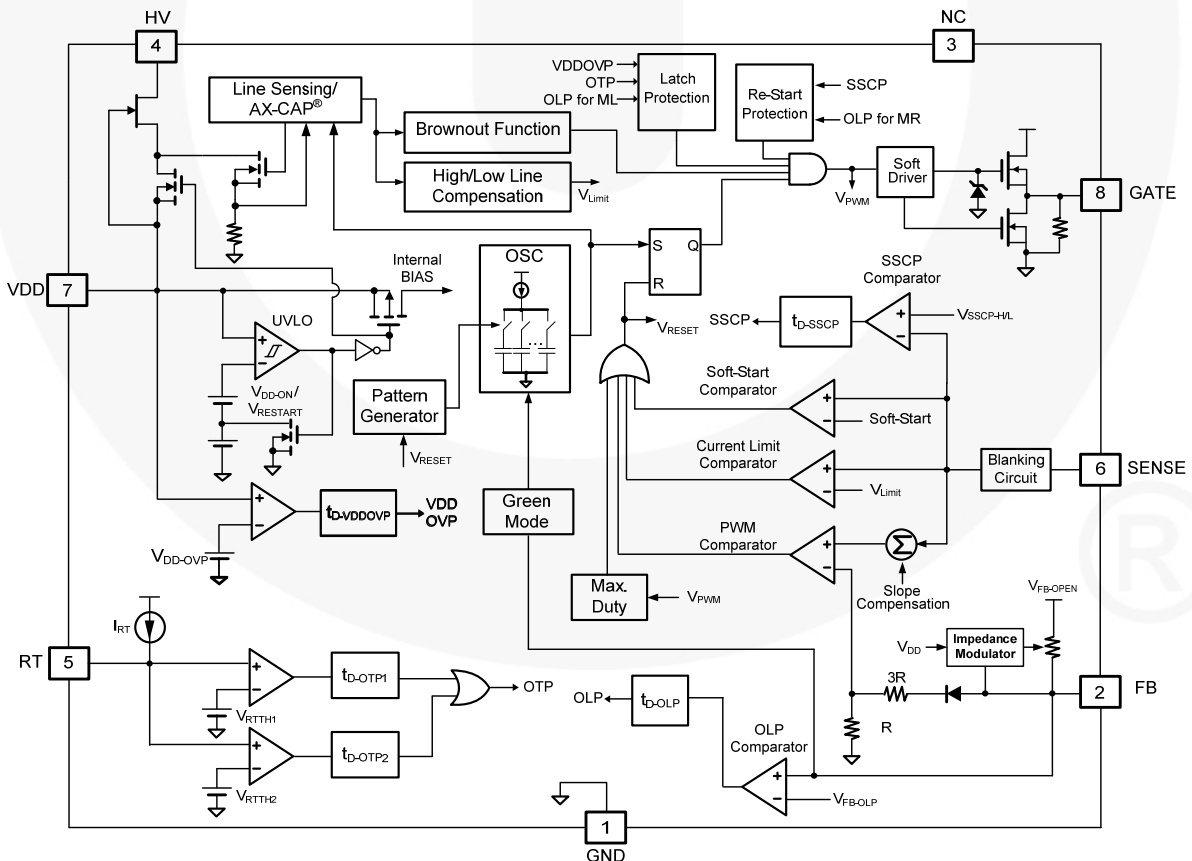 HV
4
NC
3
VDDOVP
OTP
OLP for ML
Latch
Protection
Re-Start
Protection
SSCP
OLP for MR
Line Sensing/
AX-CAP®
Brownout Function
High/Low Line
Compensation
VLimit
Soft
Driver
VPWM
8
GATE
S
Q
R
OSC
Internal
BIAS
VDD
7
UVLO
VDD-ON/
VRESTART
Pattern
Generator
VRESET
VRESET
SSCP
Comparator
SSCP
tD-SSCP
VSSCP-H/L
Soft-Start
Comparator
Soft-Start
Current Limit
Comparator
VLimit
Blanking
Circuit
6
SENSE
PWM
Comparator
Σ
Slope
Compensation
Green
Mode
Max.
Duty
VPWM
tD-VDDOVP
VDD
OVP
VDD-OVP
VFB-OPEN
VDD
Impedance
Modulator
IRT
RT
5
VRTTH1
tD-OTP1
OTP
VRTTH2
tD-OTP2
3R
R
2
FB
OLP
tD-OLP
OLP
Comparator
VFB-OLP
1
GND
®